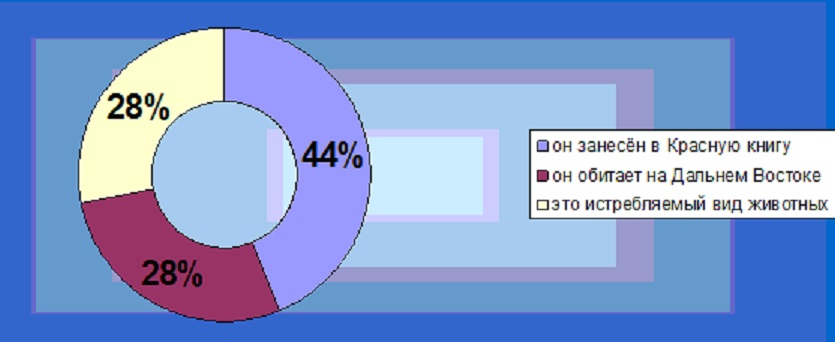 28%
44%
28%
он занесён в Красную книгу
он обитает на Дальнем Востоке
это истребляемый вид животных